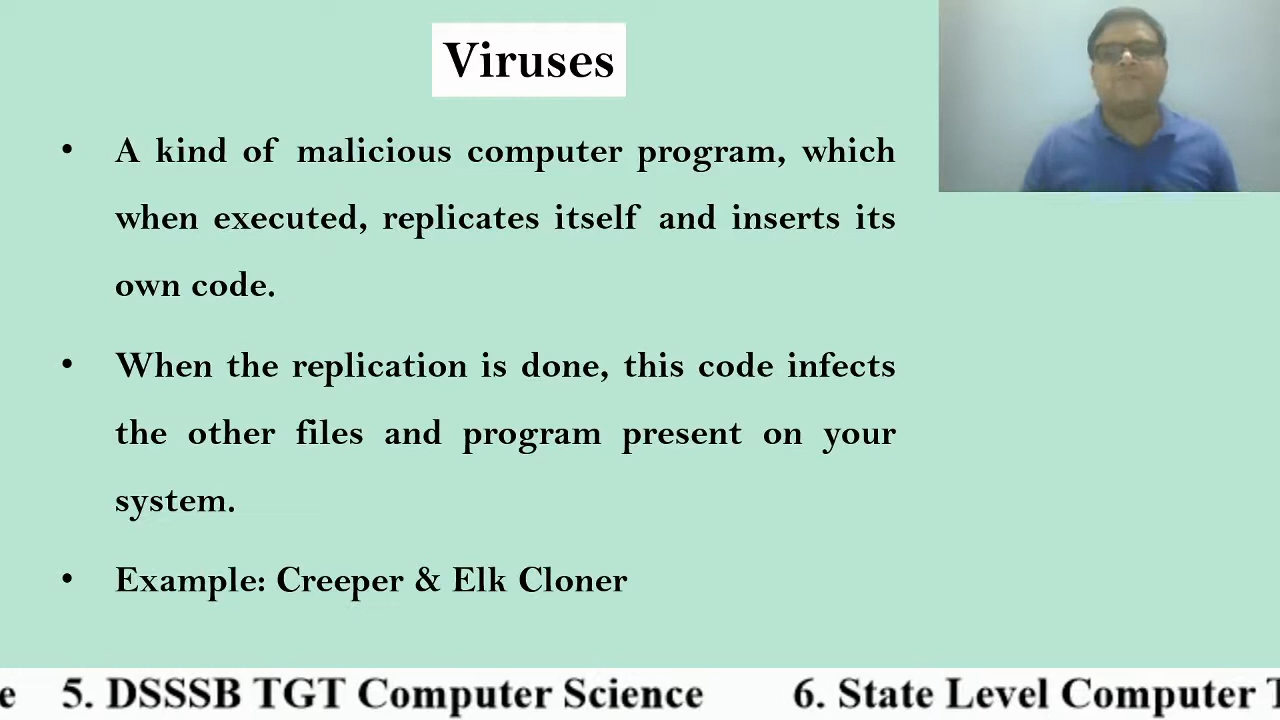 Viruses
• A kind of malicious computer program, which
when executed, replicates itself and inserts its
own code.
• When the replication is done, this code infects
the other files and program present on your
system.
• Example: Creeper & Elk Cloner
e 5. DSSSB TGT Computer Science 6. State Level Computer T